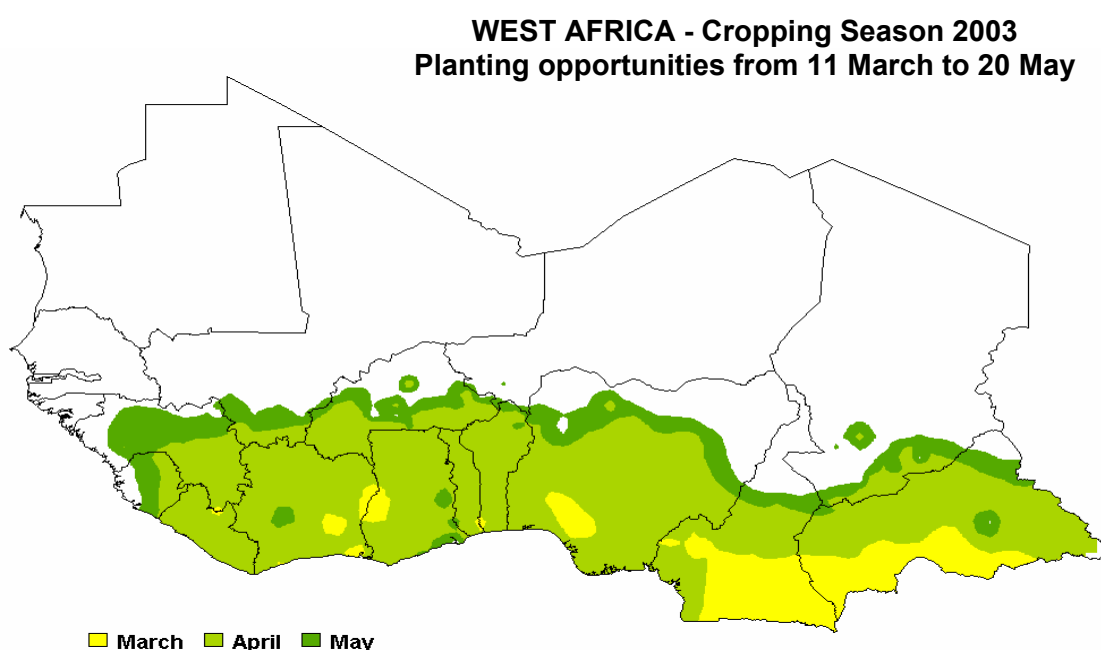 WEST AFRICA - Cropping Season 2003
Planting opportunities from 11 March to 20 May
March April May